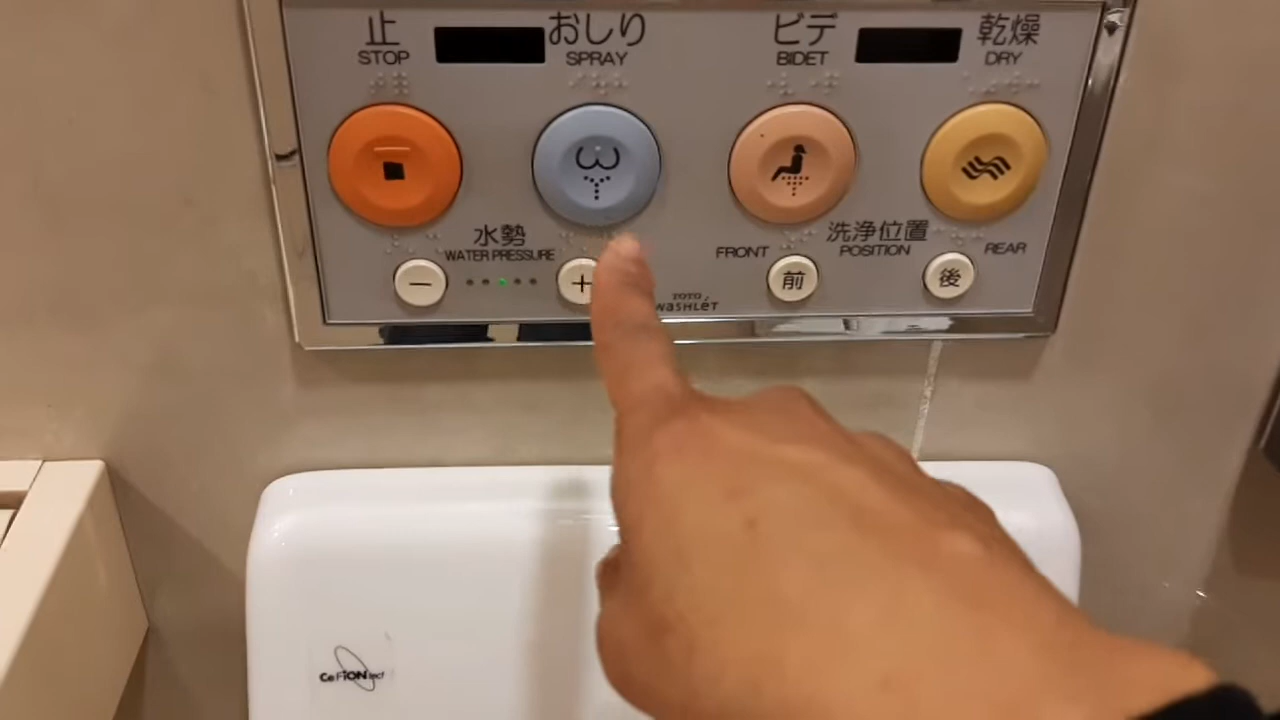 止
STOP
おしり
SPRAY
ビデ
BIDET
乾燥
DRY
水勢
WATER PRESSURE
−
+
FRONT
洗浄位置
POSITION
REAR
前
後
TOTO
WASHLET
CeFiONtect